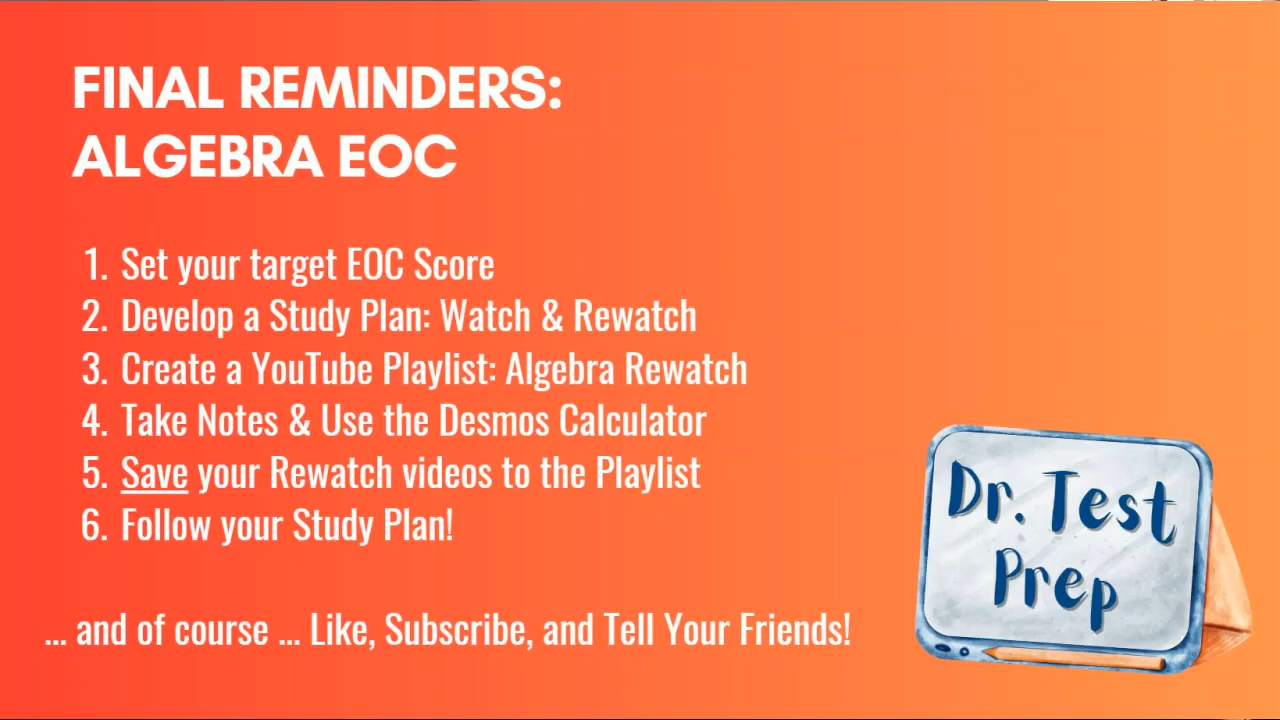 FINAL REMINDERS:
ALGEBRA EOC
1. Set your target EOC Score
2. Develop a Study Plan: Watch & Rewatch
3. Create a YouTube Playlist: Algebra Rewatch
4. Take Notes & Use the Desmos Calculator
5. Save your Rewatch videos to the Playlist
6. Follow your Study Plan!
... and of course ... Like, Subscribe, and Tell Your Friends!
Dr. Test
Prep